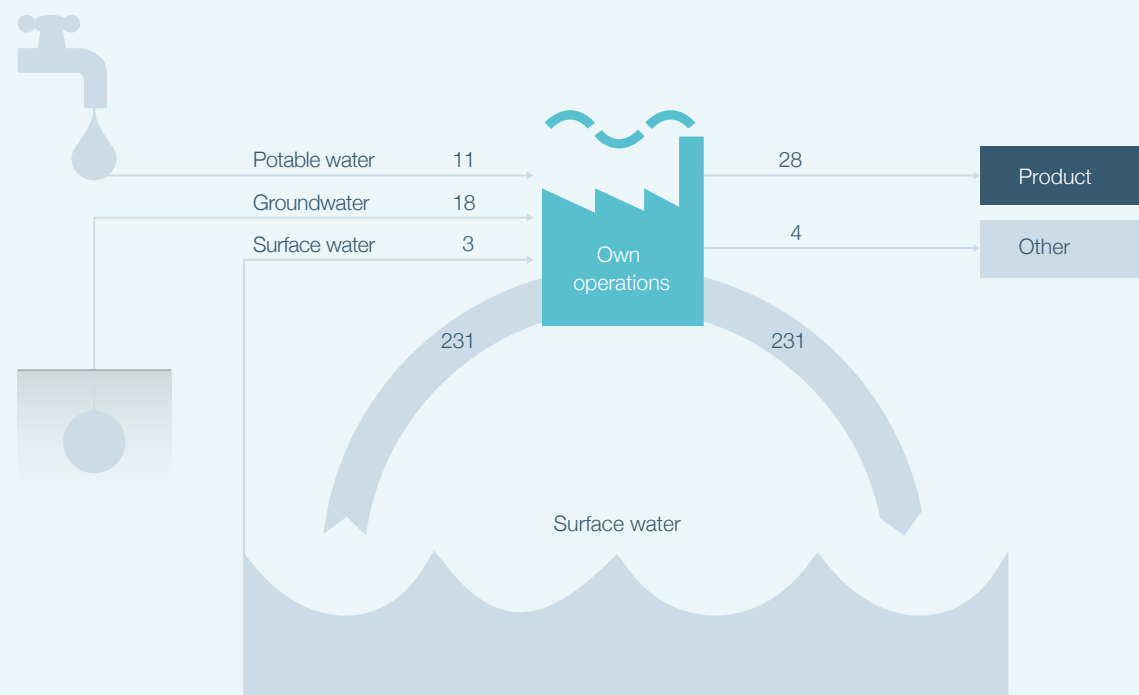 Potable water 11
Groundwater 18
Surface water 3
28
Product
4
Other
Own
operations
231
231
Surface water